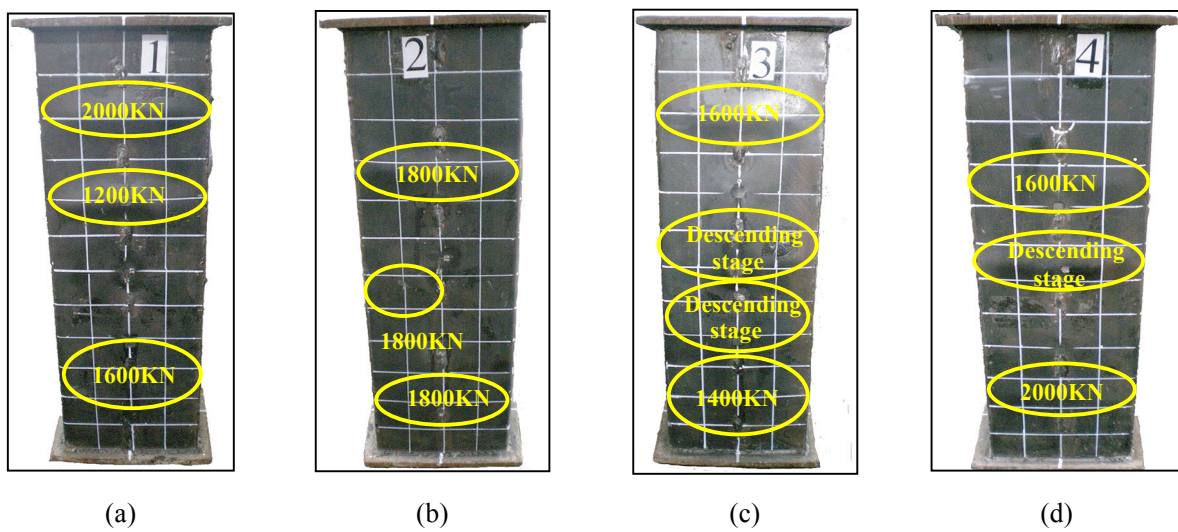 1
2000KN
1200KN
1600KN
2
1800KN
1800KN
1800KN
3
1600KN
Descending
stage
Descending
stage
1400KN
4
1600KN
Descending
stage
2000KN
(a)
(b)
(c)
(d)